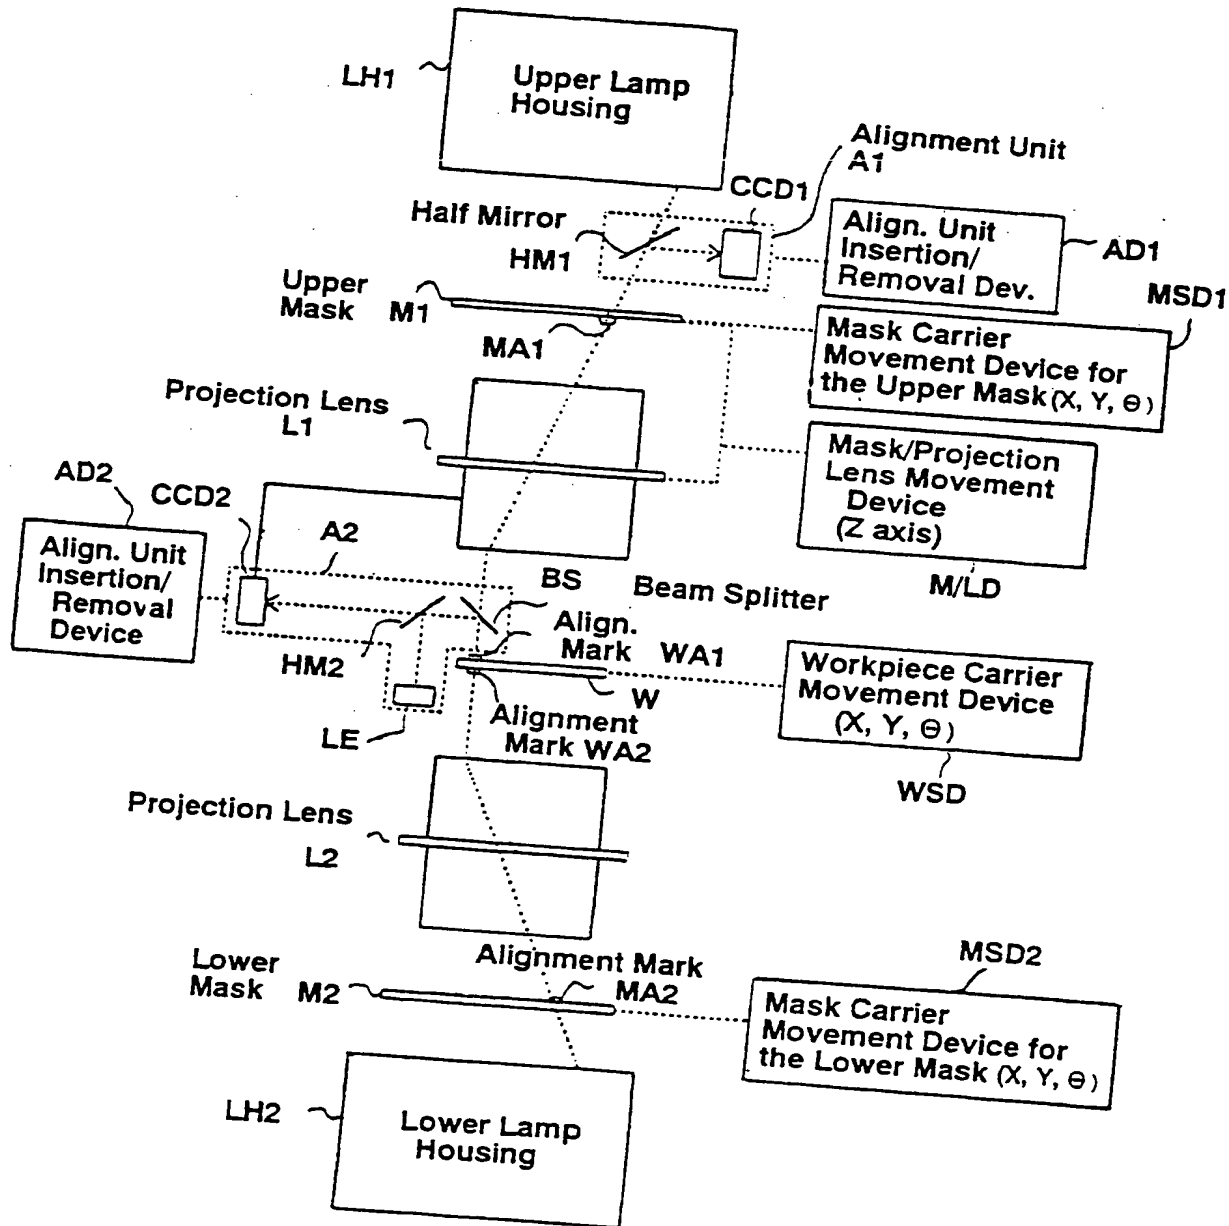 LH1
Upper Lamp
Housing
Alignment Unit
A1
CCD1
Half Mirror
HM1
Align. Unit
Insertion/
Removal Dev.
AD1
MSD1
Upper
Mask M1
MA1
Mask Carrier
Movement Device for
the Upper Mask (X, Y, Θ)
Projection Lens
L1
Mask/Projection
Lens Movement
Device
(Z axis)
M/LD
AD2
CCD2
A2
Align. Unit
Insertion/
Removal
Device
BS Beam Splitter
Align.
Mark WA1
HM2
W
LE
Alignment
Mark WA2
Workpiece Carrier
Movement Device
(X, Y, Θ)
WSD
Projection Lens
L2
Lower
Mask M2
Alignment Mark
MA2
MSD2
Mask Carrier
Movement Device for
the Lower Mask (X, Y, Θ)
LH2
Lower Lamp
Housing